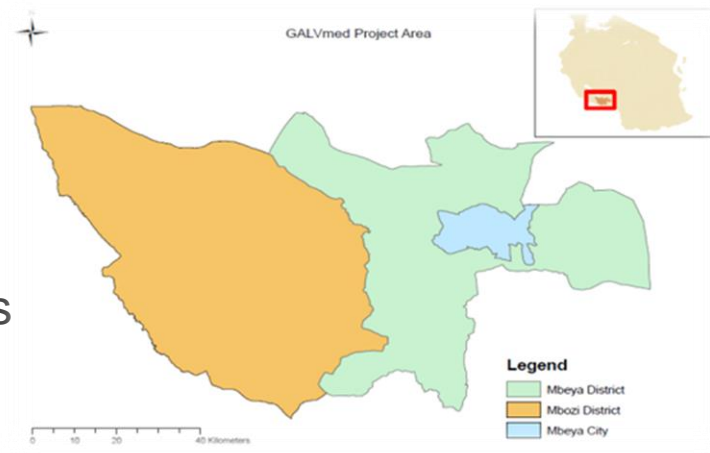 GALVmed Project Area
s
Legend
Mbeya District
Mbozi District
Mbeya City
0 10 20 40 Kilometers